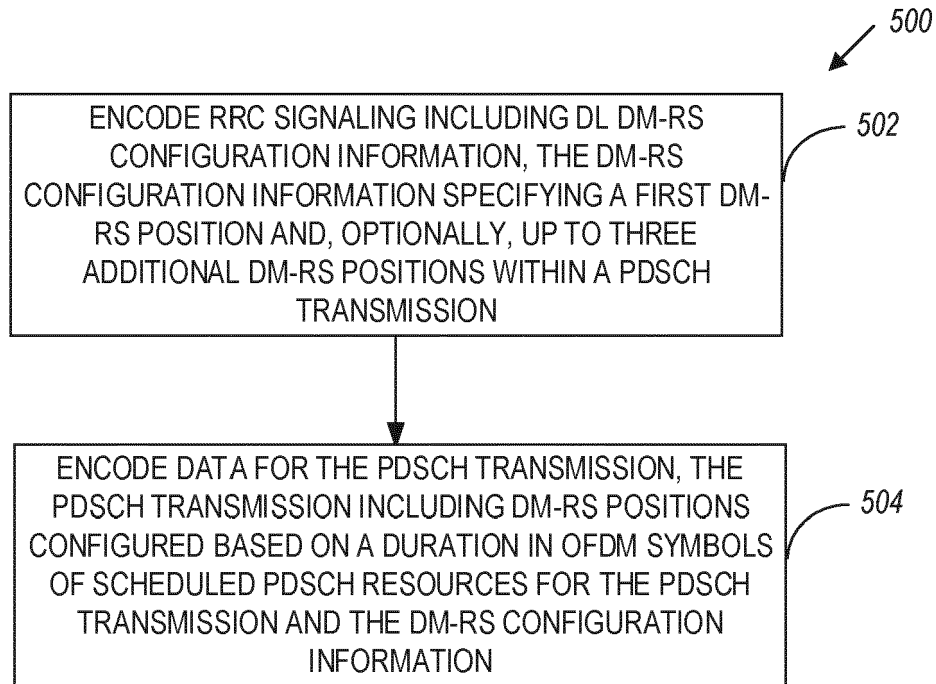 500
ENCODE RRC SIGNALING INCLUDING DL DM-RS
CONFIGURATION INFORMATION, THE DM-RS
CONFIGURATION INFORMATION SPECIFYING A FIRST DM-
RS POSITION AND, OPTIONALLY, UP TO THREE
ADDITIONAL DM-RS POSITIONS WITHIN A PDSCH
TRANSMISSION
502
ENCODE DATA FOR THE PDSCH TRANSMISSION, THE
PDSCH TRANSMISSION INCLUDING DM-RS POSITIONS
CONFIGURED BASED ON A DURATION IN OFDM SYMBOLS
OF SCHEDULED PDSCH RESOURCES FOR THE PDSCH
TRANSMISSION AND THE DM-RS CONFIGURATION
INFORMATION
504